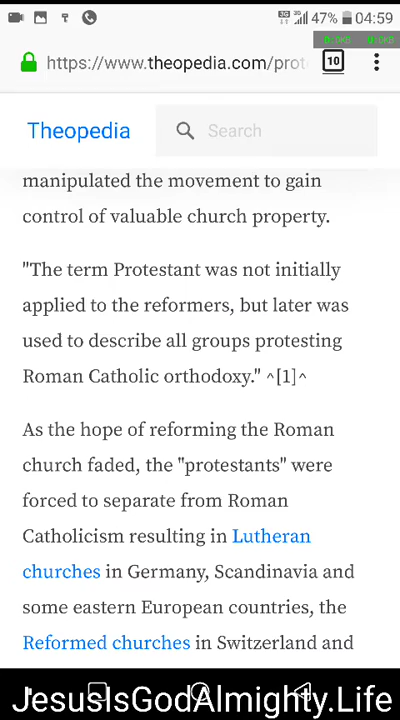 47% 04:59
https://www.theopedia.com/prot
10
Theopedia
Search
manipulated the movement to gain
control of valuable church property.
"The term Protestant was not initially
applied to the reformers, but later was
used to describe all groups protesting
Roman Catholic orthodoxy." ^[1]^
As the hope of reforming the Roman
church faded, the "protestants" were
forced to separate from Roman
Catholicism resulting in Lutheran
churches in Germany, Scandinavia and
some eastern European countries, the
Reformed churches in Switzerland and
JesusIsGodAlmighty.Life